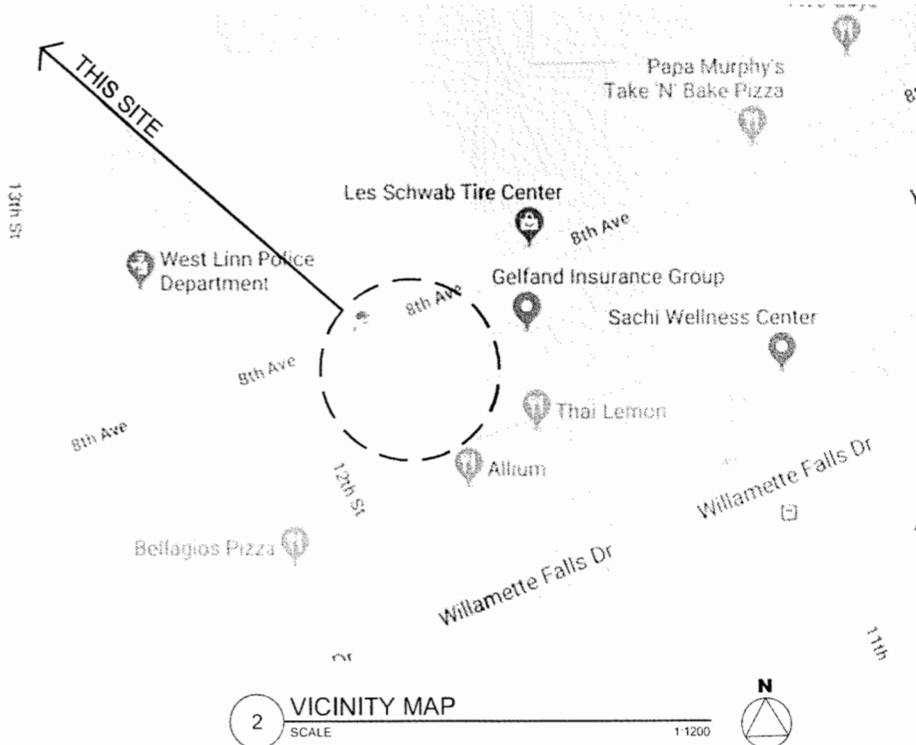 Papa Murphy's
Take 'N' Bake Pizza
THIS SITE
13th St
Les Schwab Tire Center
8th Ave
West Linn Police
Department
Gelfand Insurance Group
8th Ave
Sachi Wellness Center
8th Ave
Thai Lemon
8th Ave
Allium
12th St
Willamette Falls Dr
Bellagios Pizza
Willamette Falls Dr
11th
Dr
N
2
VICINITY MAP
SCALE
1:1200